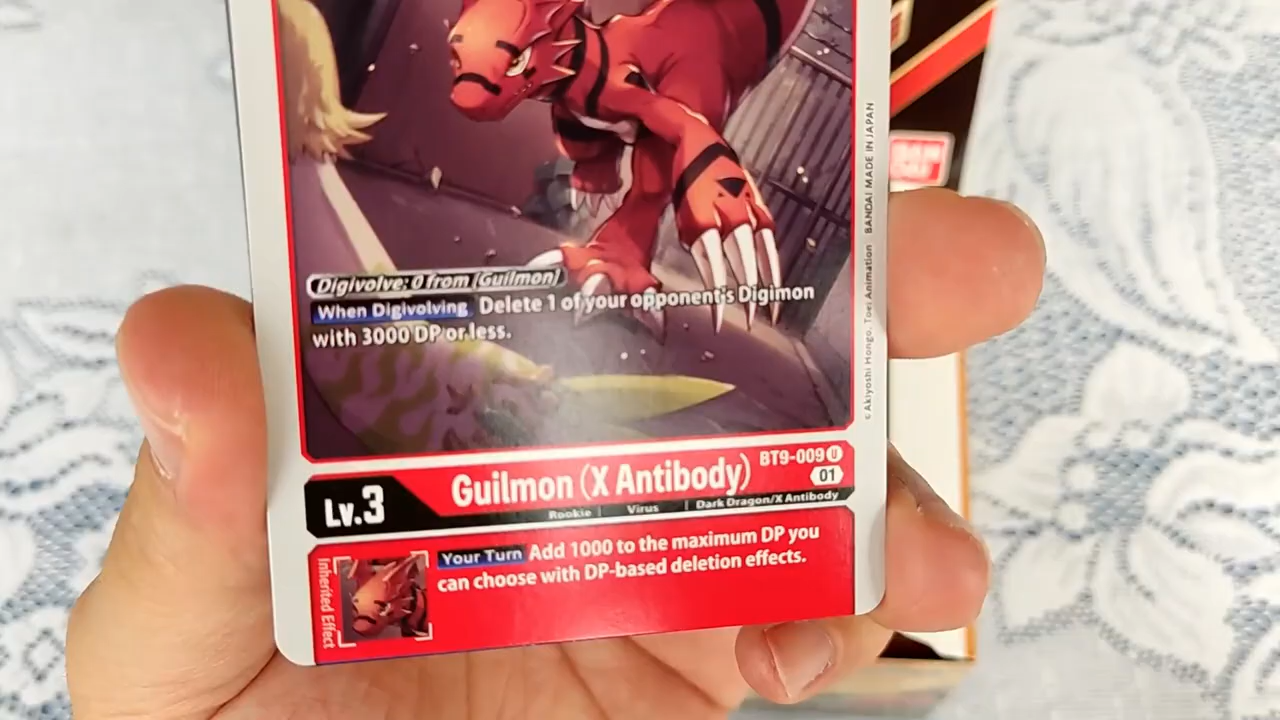 Digivolve: 0 from [Guilmon]
When Digivolving Delete 1 of your opponent's Digimon
with 3000 DP or less.
© Akiyoshi Hongo, Toei Animation BANDAI MADE IN JAPAN
BT9-009 U
01
Lv.3
Guilmon (X Antibody)
Rookie | Virus | Dark Dragon/X Antibody
Inherited Effect
Your Turn Add 1000 to the maximum DP you
can choose with DP-based deletion effects.